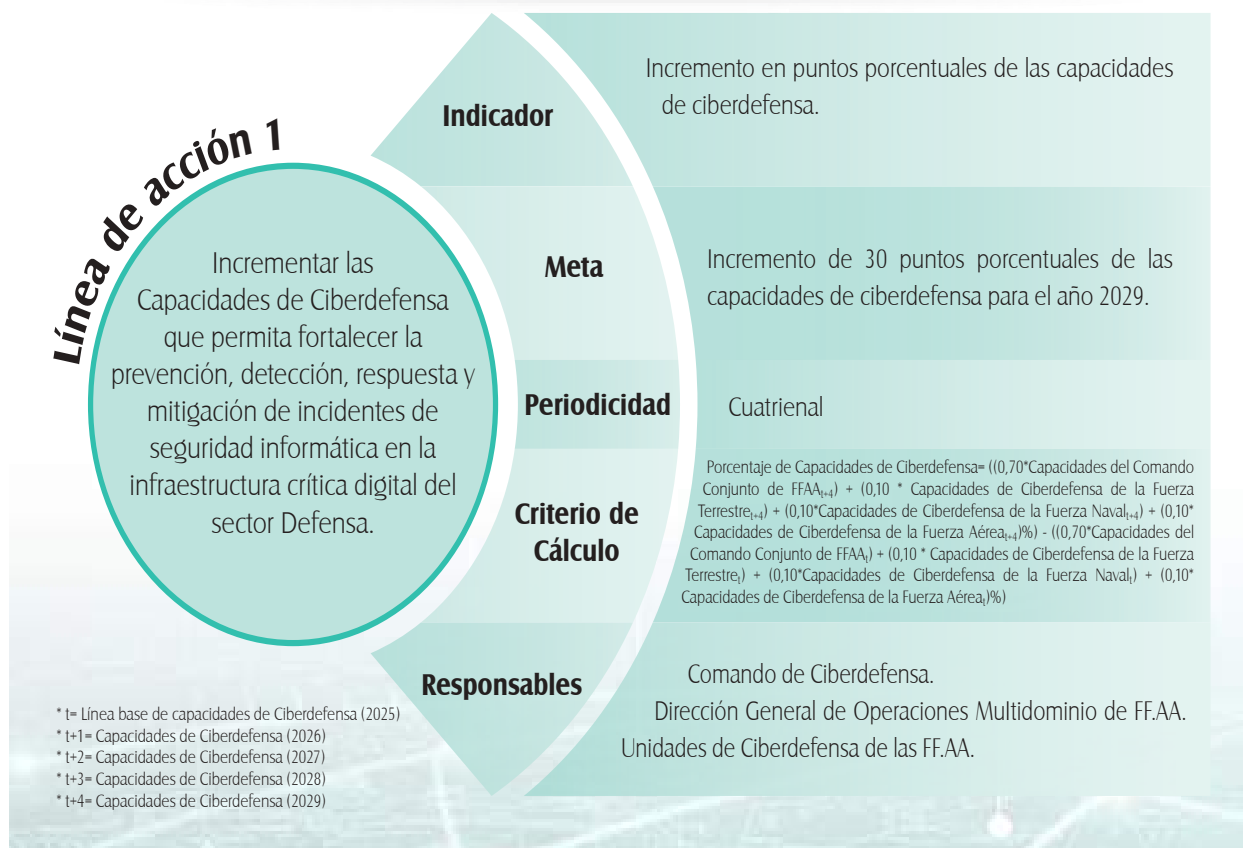 Línea de acción 1
Incrementar las
Capacidades de Ciberdefensa
que permita fortalecer la
prevención, detección, respuesta y
mitigación de incidentes de
seguridad informática en la
infraestructura crítica digital del
sector Defensa.
Indicador
Incremento en puntos porcentuales de las capacidades
de ciberdefensa.
Meta
Incremento de 30 puntos porcentuales de las
capacidades de ciberdefensa para el año 2029.
Periodicidad
Cuatrienal
Criterio de
Cálculo
Porcentaje de Capacidades de Ciberdefensa= ((0,70*Capacidades del Comando
Conjunto de FFAAₜ₊₄) + (0,10 * Capacidades de Ciberdefensa de la Fuerza
Terrestreₜ₊₄) + (0,10*Capacidades de Ciberdefensa de la Fuerza Navalₜ₊₄) + (0,10*
Capacidades de Ciberdefensa de la Fuerza Aéreaₜ₊₄)%) - ((0,70*Capacidades del
Comando Conjunto de FFAAₜ) + (0,10 * Capacidades de Ciberdefensa de la Fuerza
Terrestreₜ) + (0,10*Capacidades de Ciberdefensa de la Fuerza Navalₜ) + (0,10*
Capacidades de Ciberdefensa de la Fuerza Aéreaₜ)%)
Responsables
Comando de Ciberdefensa.
Dirección General de Operaciones Multidominio de FF.AA.
Unidades de Ciberdefensa de las FF.AA.
* t= Línea base de capacidades de Ciberdefensa (2025)
* t+1= Capacidades de Ciberdefensa (2026)
* t+2= Capacidades de Ciberdefensa (2027)
* t+3= Capacidades de Ciberdefensa (2028)
* t+4= Capacidades de Ciberdefensa (2029)